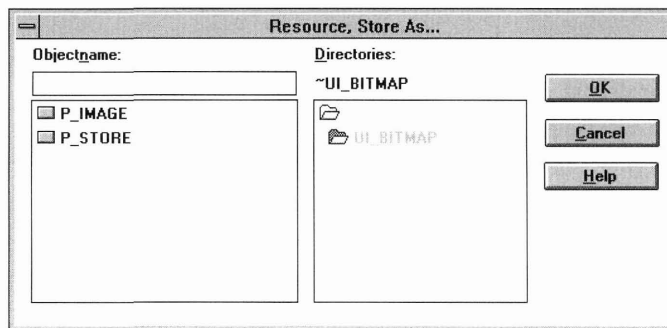 Resource, Store As...
Objectname:
Directories:
~UI_BITMAP
P_IMAGE
P_STORE
UI_BITMAP
OK
Cancel
Help